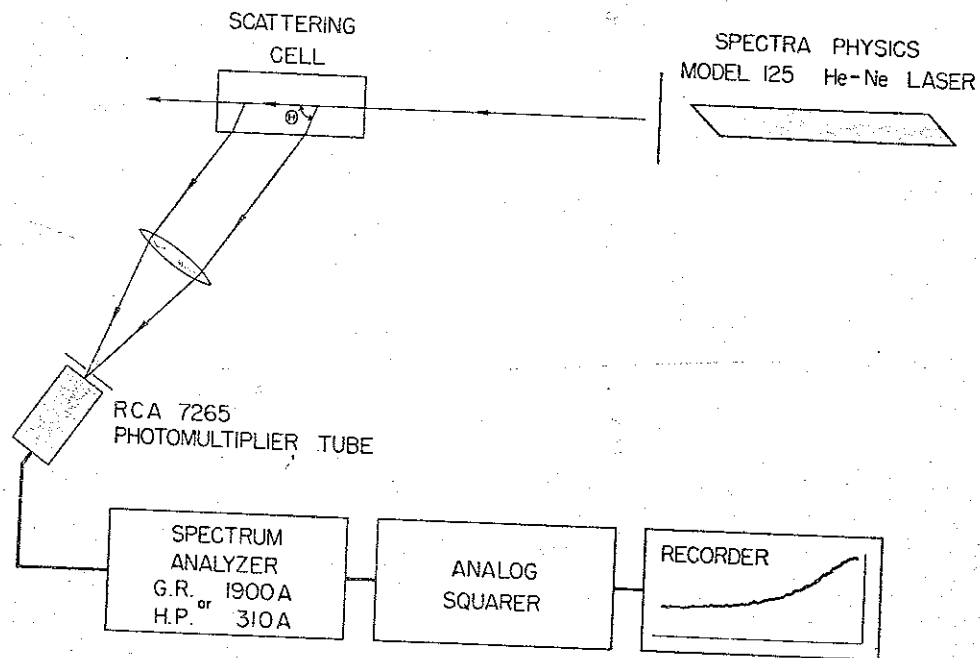 SCATTERING
CELL
SPECTRA PHYSICS
MODEL 125 He-Ne LASER
Θ
RCA 7265
PHOTOMULTIPLIER TUBE
SPECTRUM
ANALYZER
G.R. 1900A
or
H.P. 310A
ANALOG
SQUARER
RECORDER